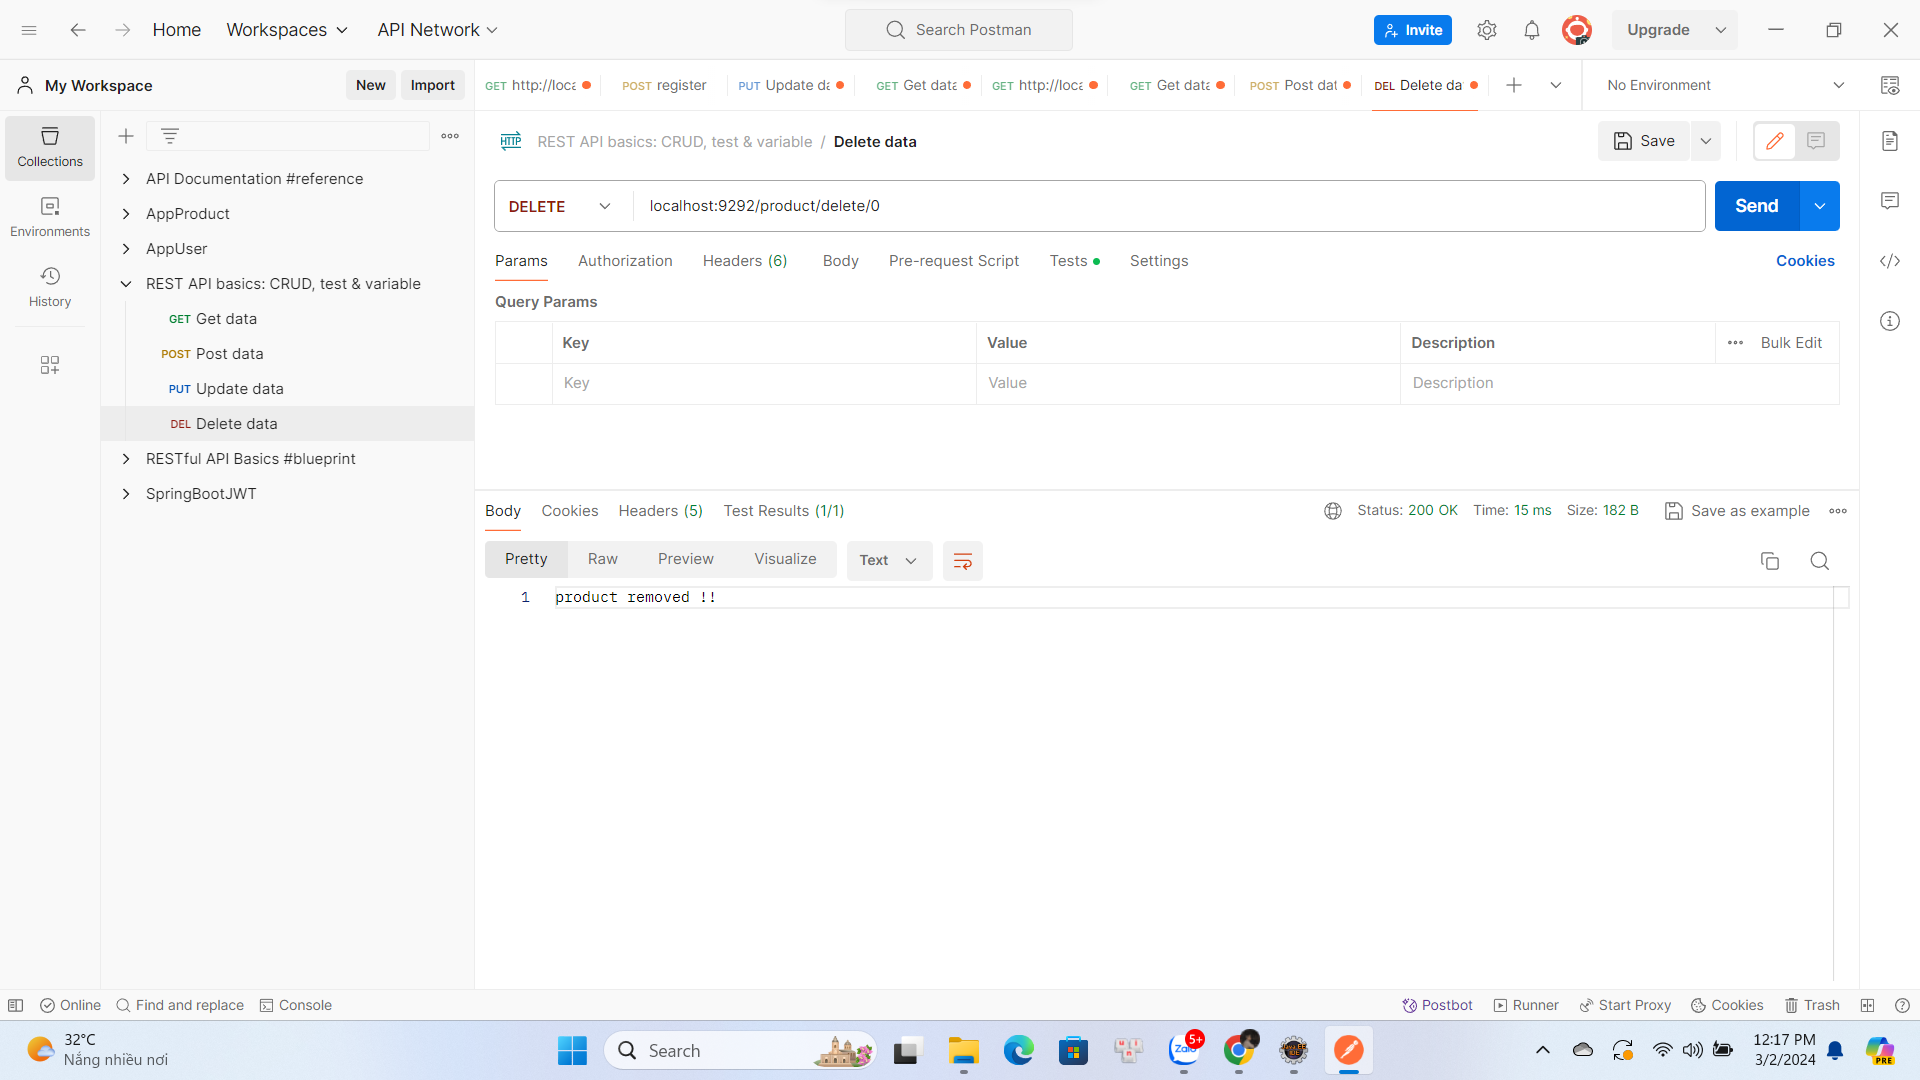 Home Workspaces API Network Search Postman Invite Upgrade
My Workspace New Import GET http://loca POST register PUT Update da GET Get data GET http://loca GET Get data POST Post dat DEL Delete da No Environment
HTTP REST API basics: CRUD, test & variable / Delete data Save
Collections
Environments
History
API Documentation #reference
AppProduct
AppUser
REST API basics: CRUD, test & variable
GET Get data
POST Post data
PUT Update data
DEL Delete data
RESTful API Basics #blueprint
SpringBootJWT
DELETE localhost:9292/product/delete/0 Send
Params Authorization Headers (6) Body Pre-request Script Tests Settings Cookies
Query Params
Key Value Description Bulk Edit
Key Value Description
Body Cookies Headers (5) Test Results (1/1) Status: 200 OK Time: 15 ms Size: 182 B Save as example
Pretty Raw Preview Visualize Text
1 product removed !!
Online Find and replace Console Postbot Runner Start Proxy Cookies Trash
32°C
Nắng nhiều nơi
Search
Zalo 5+
12:17 PM
3/2/2024
PRE